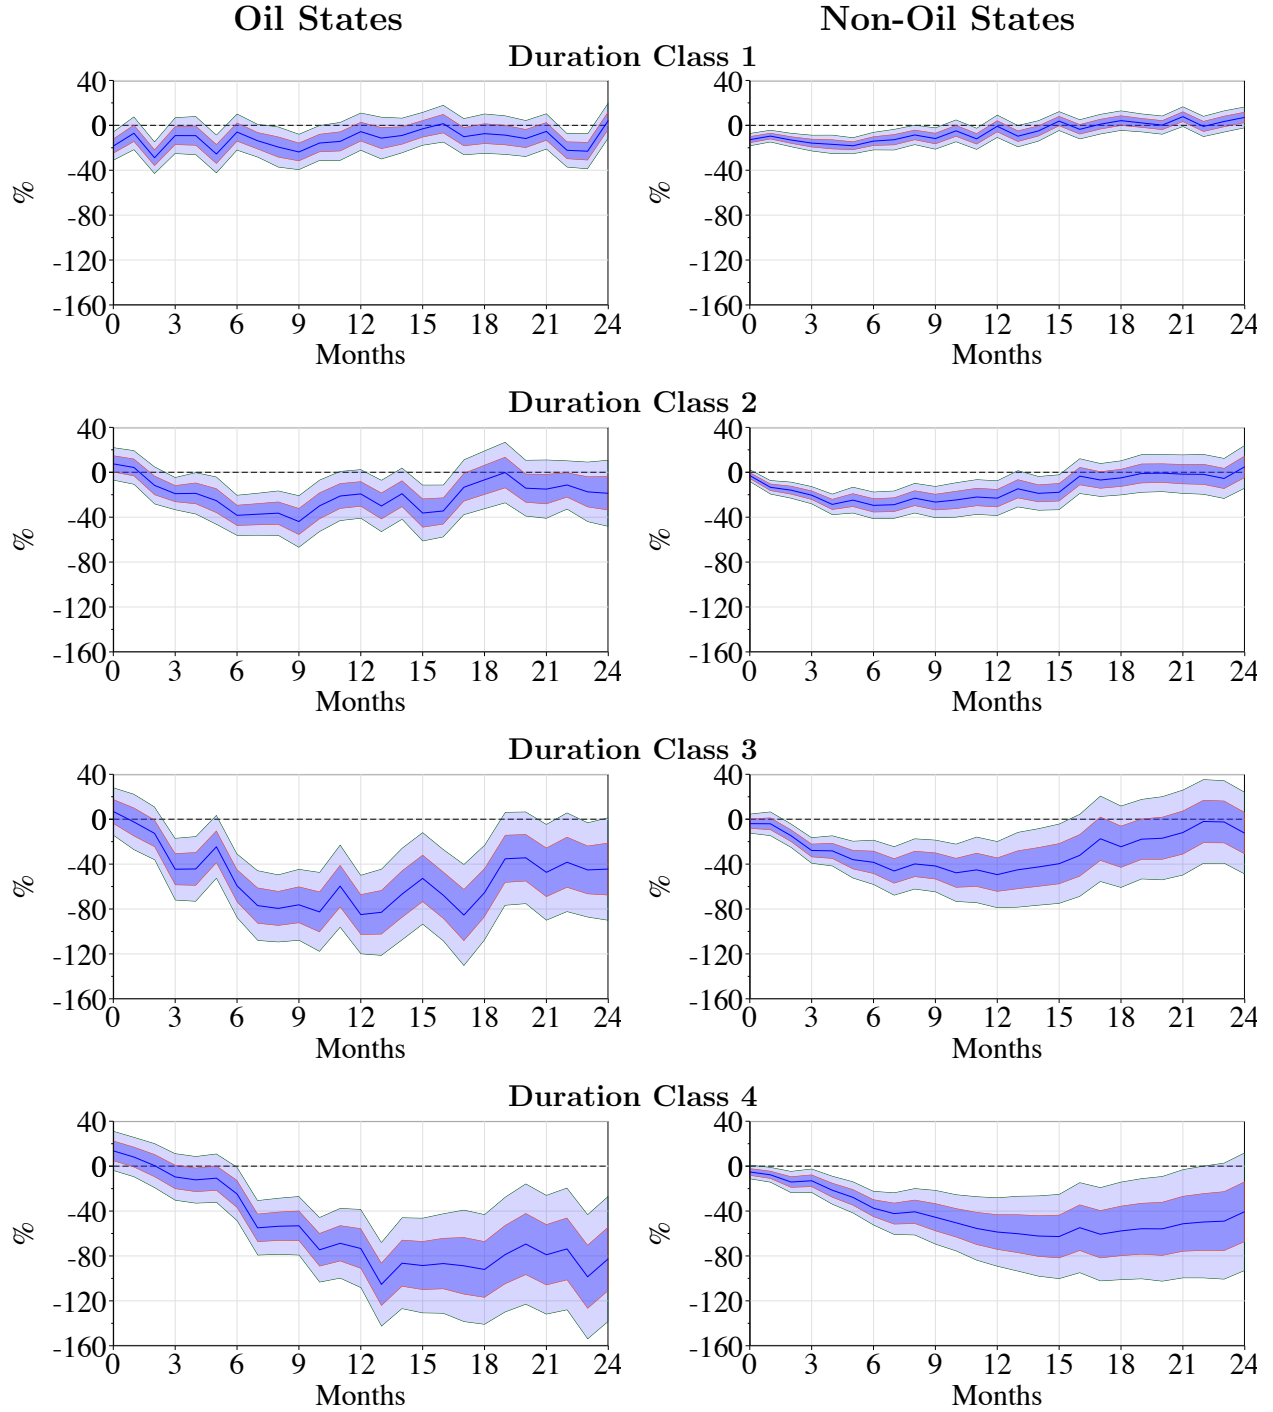 Oil States Non-Oil States
Duration Class 1
40 40
0 0
-40 -40
% %
-80 -80
-120 -120
-160 -160
0 3 6 9 12 15 18 21 24 0 3 6 9 12 15 18 21 24
Months Months
Duration Class 2
40 40
0 0
-40 -40
% %
-80 -80
-120 -120
-160 -160
0 3 6 9 12 15 18 21 24 0 3 6 9 12 15 18 21 24
Months Months
Duration Class 3
40 40
0 0
-40 -40
% %
-80 -80
-120 -120
-160 -160
0 3 6 9 12 15 18 21 24 0 3 6 9 12 15 18 21 24
Months Months
Duration Class 4
40 40
0 0
-40 -40
% %
-80 -80
-120 -120
-160 -160
0 3 6 9 12 15 18 21 24 0 3 6 9 12 15 18 21 24
Months Months